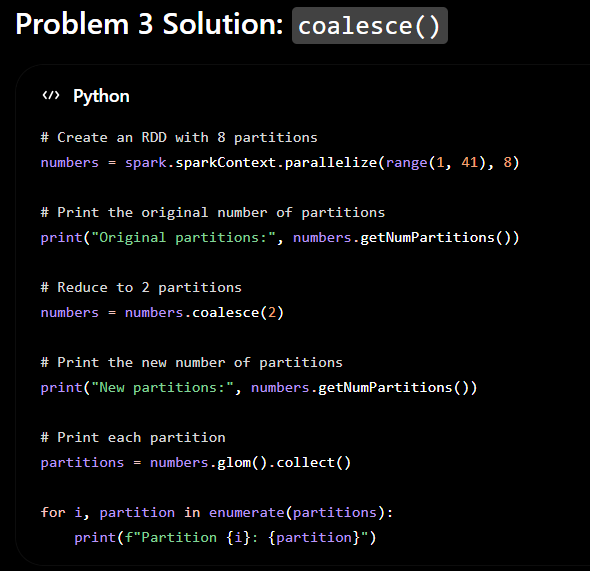 Problem 3 Solution: coalesce()
</> Python
# Create an RDD with 8 partitions
numbers = spark.sparkContext.parallelize(range(1, 41), 8)
# Print the original number of partitions
print("Original partitions:", numbers.getNumPartitions())
# Reduce to 2 partitions
numbers = numbers.coalesce(2)
# Print the new number of partitions
print("New partitions:", numbers.getNumPartitions())
# Print each partition
partitions = numbers.glom().collect()
for i, partition in enumerate(partitions):
    print(f"Partition {i}: {partition}")